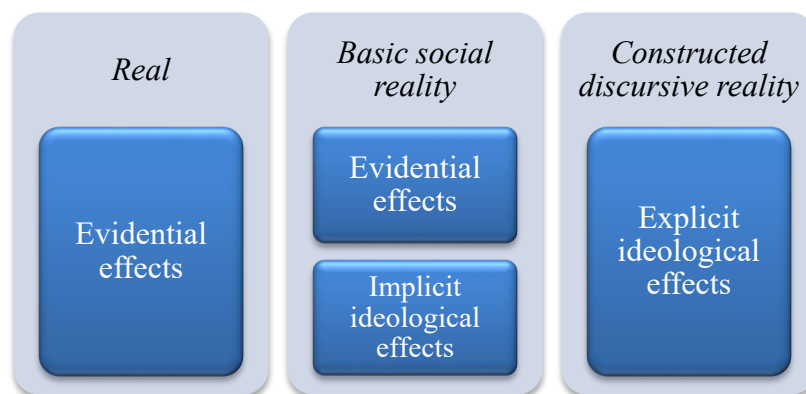 Real
Evidential
effects
Basic social
reality
Evidential
effects
Implicit
ideological
effects
Constructed
discursive reality
Explicit
ideological
effects